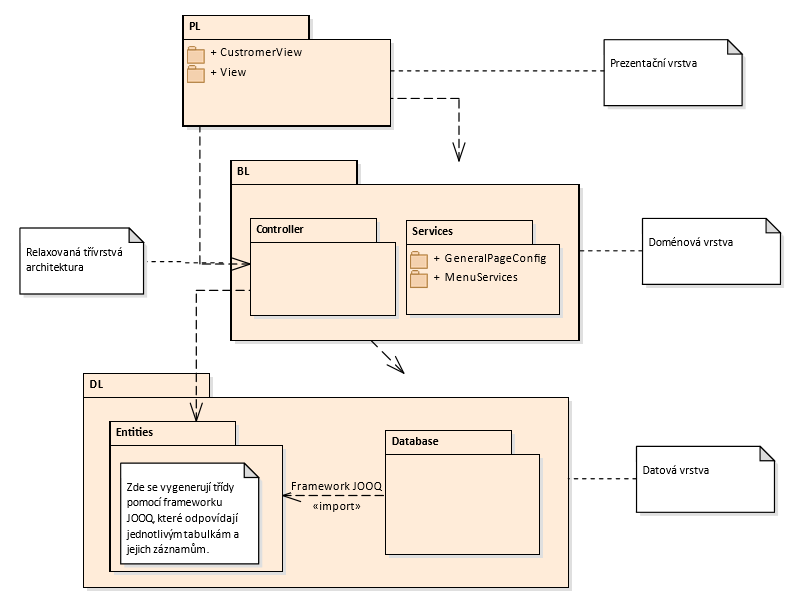 PL
+ CustromerView
+ View
Prezentační vrstva
BL
Controller
Services
+ GeneralPageConfig
+ MenuServices
Doménová vrstva
Relaxovaná třívrstvá
architektura
DL
Entities
Zde se vygenerují třídy
pomocí frameworku
JOOQ, které odpovídají
jednotlivým tabulkám a
jejich záznamům.
Framework JOOQ
«import»
Database
Datová vrstva